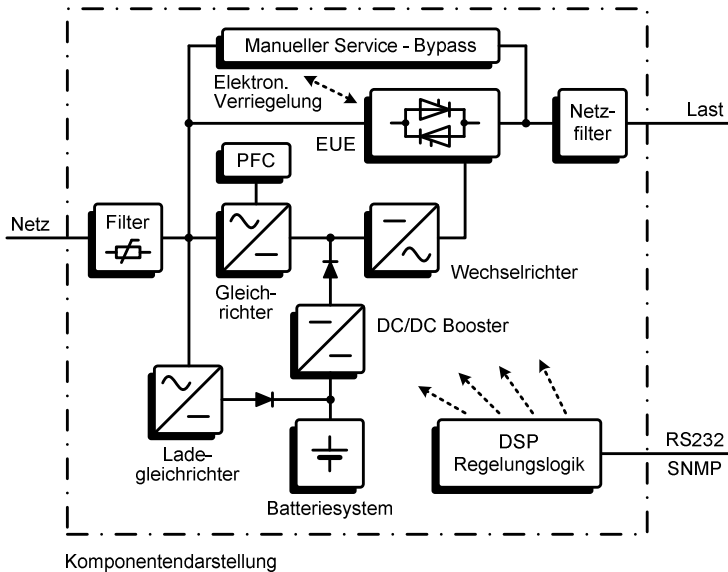 Manueller Service - Bypass
Elektron.
Verriegelung
EUE
Netz-
filter
Last
PFC
Netz
Filter
Gleich-
richter
Wechselrichter
DC/DC Booster
Lade-
gleichrichter
Batteriesystem
DSP
Regelungslogik
RS232
SNMP
Komponentendarstellung